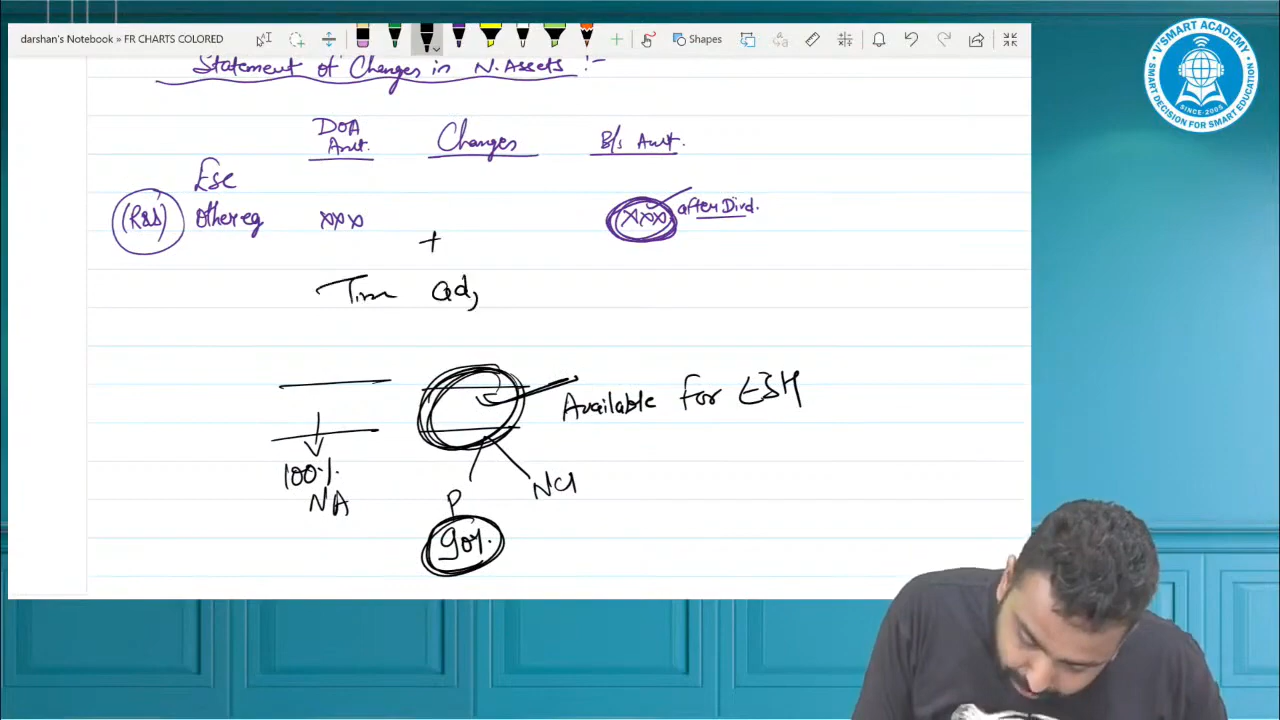 darshan's Notebook » FR CHARTS COLORED
Shapes
V'SMART ACADEMY
SMART DECISION FOR SMART EDUCATION
SINCE-2005
Statement of Changes in N.Assets :-
DOA Amt. Changes B/s Amt.
Esc
(R&S) Other eq xxx xxx after Divd.
+
Time adj
Available for ESH
100% NA
P NCI
90%.